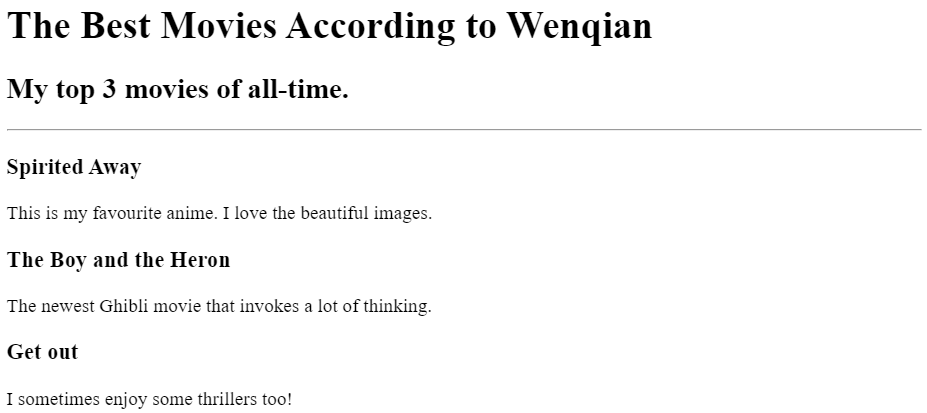 The Best Movies According to Wenqian
My top 3 movies of all-time.
Spirited Away
This is my favourite anime. I love the beautiful images.
The Boy and the Heron
The newest Ghibli movie that invokes a lot of thinking.
Get out
I sometimes enjoy some thrillers too!